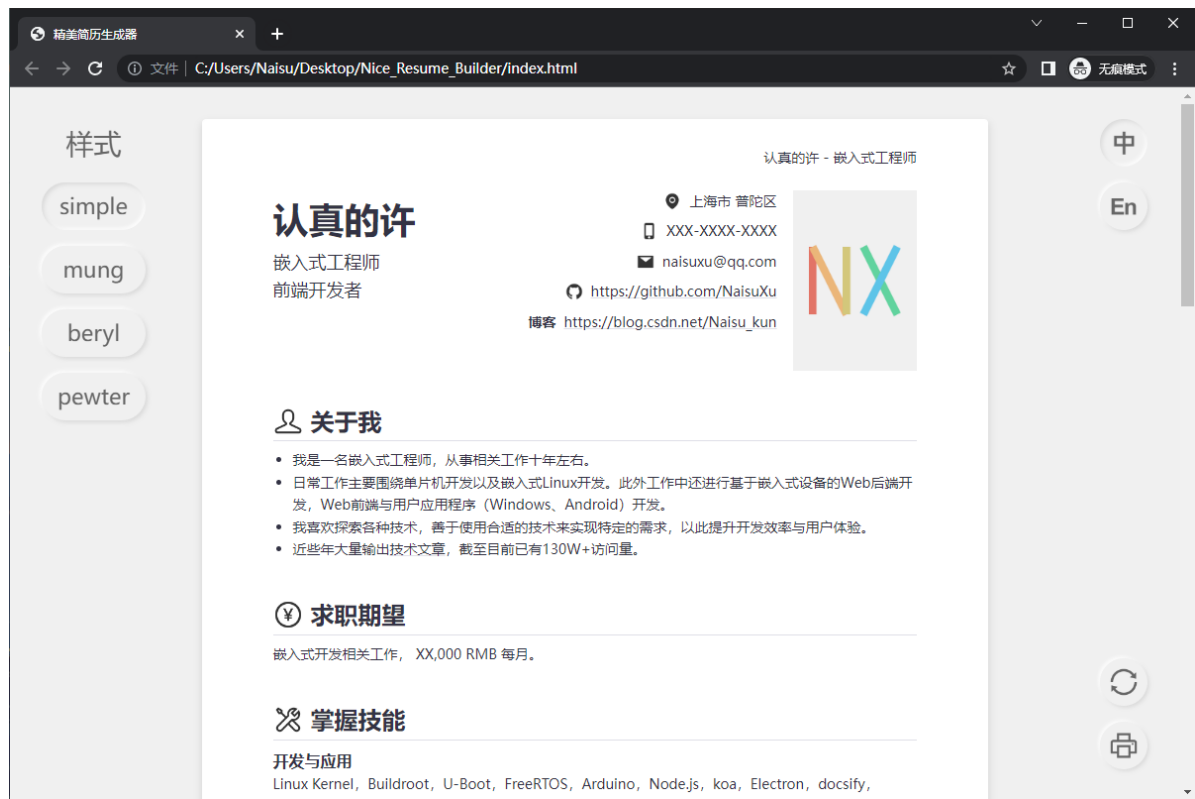 精美简历生成器
文件
C:/Users/Naisu/Desktop/Nice_Resume_Builder/index.html
无痕模式
样式
simple
mung
beryl
pewter
中
En
认真的许 - 嵌入式工程师
认真的许
嵌入式工程师
前端开发者
上海市 普陀区
XXX-XXXX-XXXX
naisuxu@qq.com
https://github.com/NaisuXu
博客 https://blog.csdn.net/Naisu_kun
NX
关于我
我是一名嵌入式工程师，从事相关工作十年左右。
日常工作主要围绕单片机开发以及嵌入式Linux开发。此外工作中还进行基于嵌入式设备的Web后端开
发，Web前端与用户应用程序（Windows、Android）开发。
我喜欢探索各种技术，善于使用合适的技术来实现特定的需求，以此提升开发效率与用户体验。
近些年大量输出技术文章，截至目前已有130W+访问量。
求职期望
嵌入式开发相关工作， XX,000 RMB 每月。
掌握技能
开发与应用
Linux Kernel，Buildroot，U-Boot，FreeRTOS，Arduino，Node.js，koa，Electron，docsify，